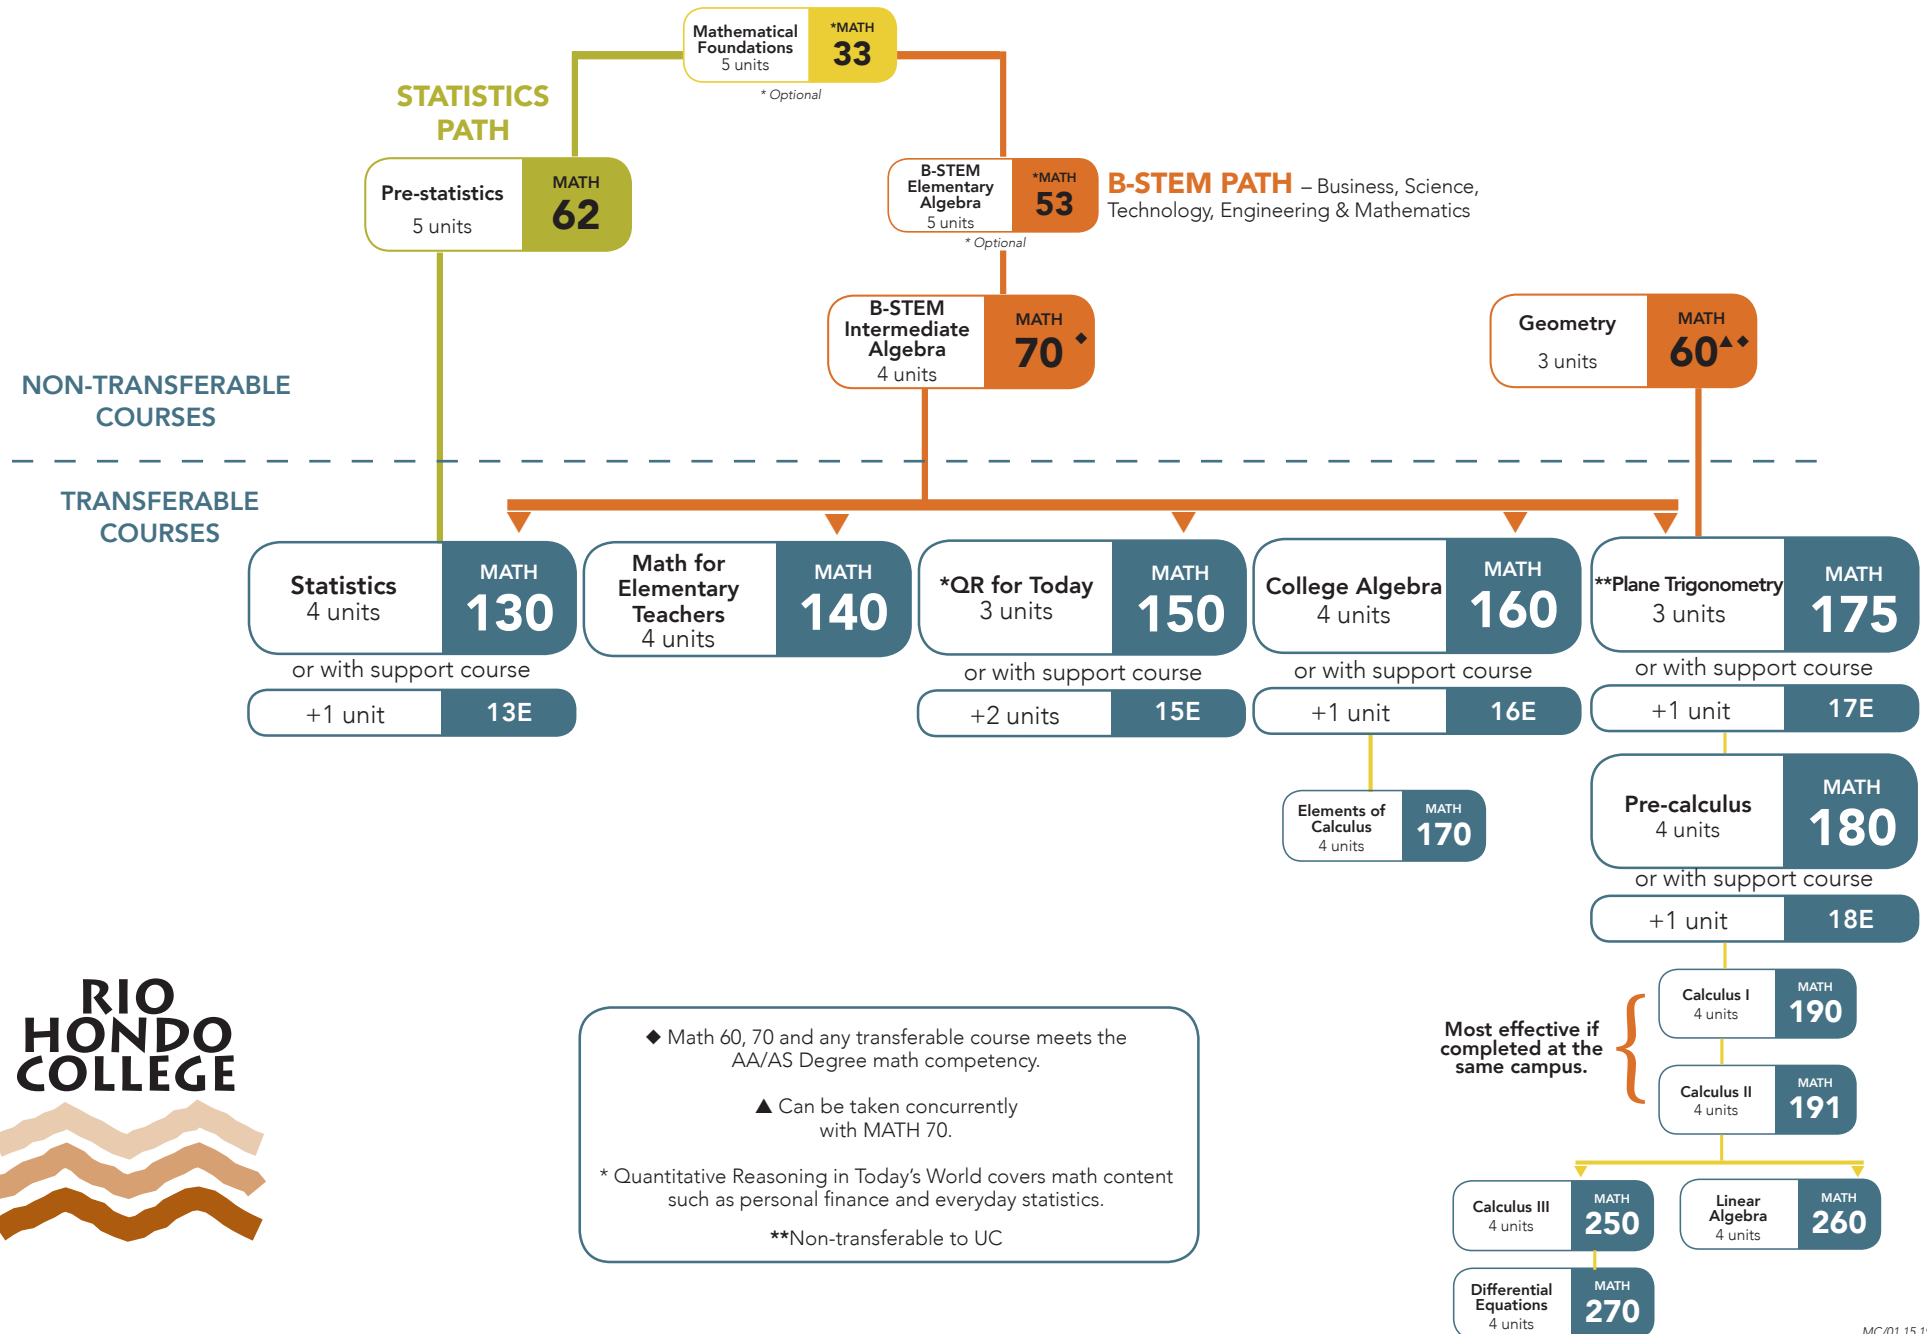 Mathematical
Foundations
5 units
*MATH
33
* Optional
STATISTICS
PATH
Pre-statistics
5 units
MATH
62
B-STEM
Elementary
Algebra
5 units
*MATH
53
* Optional
B-STEM PATH – Business, Science,
Technology, Engineering & Mathematics
B-STEM
Intermediate
Algebra
4 units
MATH
70 ◆
Geometry
3 units
MATH
60▲◆
NON-TRANSFERABLE
COURSES
TRANSFERABLE
COURSES
Statistics
4 units
MATH
130
or with support course
+1 unit
13E
Math for
Elementary
Teachers
4 units
MATH
140
*QR for Today
3 units
MATH
150
or with support course
+2 units
15E
College Algebra
4 units
MATH
160
or with support course
+1 unit
16E
Elements of
Calculus
4 units
MATH
170
**Plane Trigonometry
3 units
MATH
175
or with support course
+1 unit
17E
Pre-calculus
4 units
MATH
180
or with support course
+1 unit
18E
Calculus I
4 units
MATH
190
Most effective if
completed at the
same campus.
Calculus II
4 units
MATH
191
Calculus III
4 units
MATH
250
Linear
Algebra
4 units
MATH
260
Differential
Equations
4 units
MATH
270
RIO
HONDO
COLLEGE
◆ Math 60, 70 and any transferable course meets the
AA/AS Degree math competency.
▲ Can be taken concurrently
with MATH 70.
* Quantitative Reasoning in Today's World covers math content
such as personal finance and everyday statistics.
**Non-transferable to UC